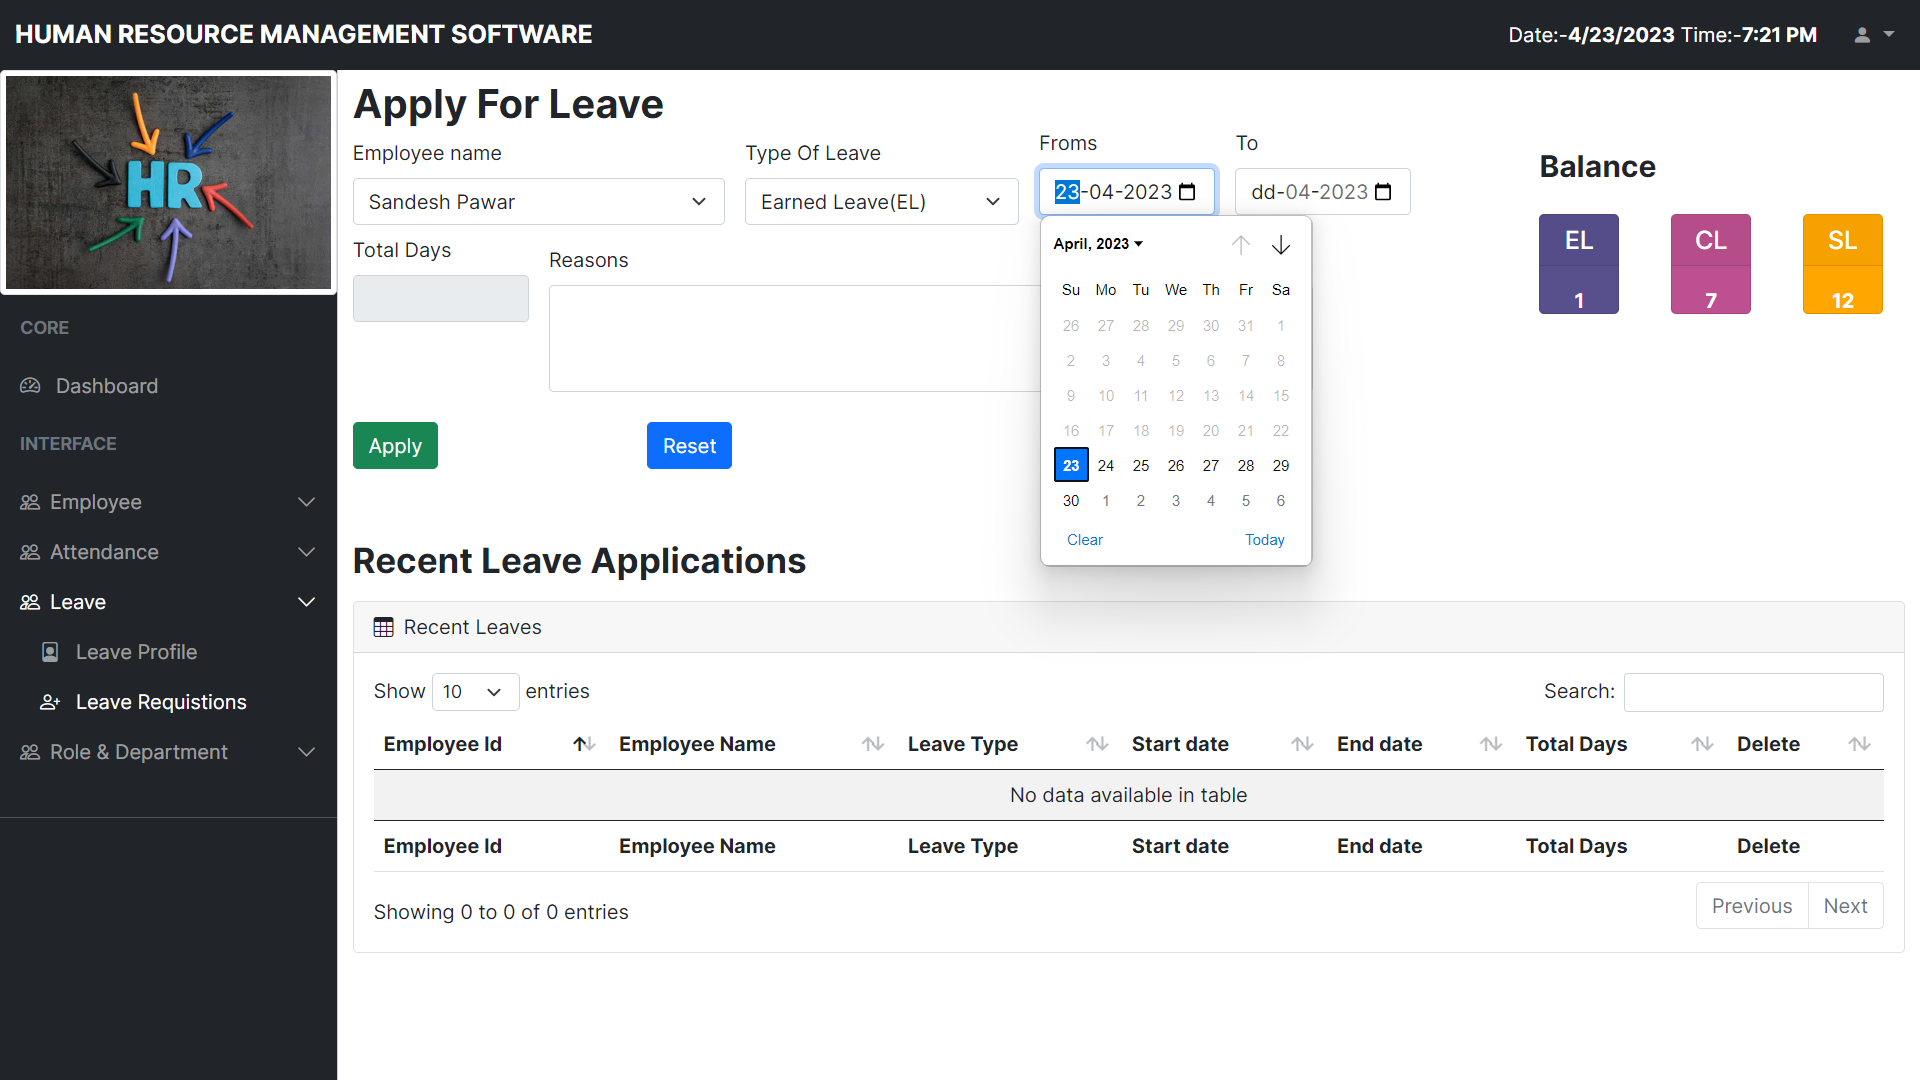 HUMAN RESOURCE MANAGEMENT SOFTWARE
Date:-4/23/2023 Time:-7:21 PM
HR
CORE
Dashboard
INTERFACE
Employee
Attendance
Leave
Leave Profile
Leave Requistions
Role & Department
Apply For Leave
Employee name
Sandesh Pawar
Type Of Leave
Earned Leave(EL)
Froms
23-04-2023
To
dd-04-2023
Total Days
Reasons
April, 2023
Su Mo Tu We Th Fr Sa
26 27 28 29 30 31 1
2 3 4 5 6 7 8
9 10 11 12 13 14 15
16 17 18 19 20 21 22
23 24 25 26 27 28 29
30 1 2 3 4 5 6
Clear Today
Balance
EL CL SL
1 7 12
Apply Reset
Recent Leave Applications
Recent Leaves
Show 10 entries
Search:
Employee Id Employee Name Leave Type Start date End date Total Days Delete
No data available in table
Employee Id Employee Name Leave Type Start date End date Total Days Delete
Showing 0 to 0 of 0 entries
Previous Next